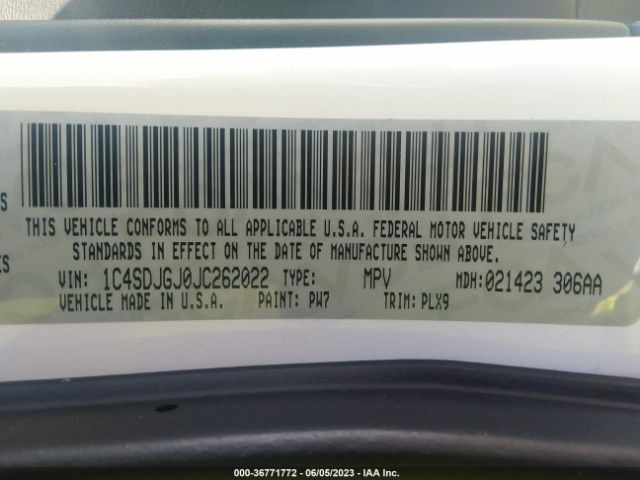 S
THIS VEHICLE CONFORMS TO ALL APPLICABLE U.S.A. FEDERAL MOTOR VEHICLE SAFETY
STANDARDS IN EFFECT ON THE DATE OF MANUFACTURE SHOWN ABOVE.
ES
VIN: 1C4SDJGJ0JC262022 TYPE: MPV MDH:021423 306AA
VEHICLE MADE IN U.S.A. PAINT: PW7 TRIM: PLX9
000-36771772 - 06/05/2023 - IAA Inc.